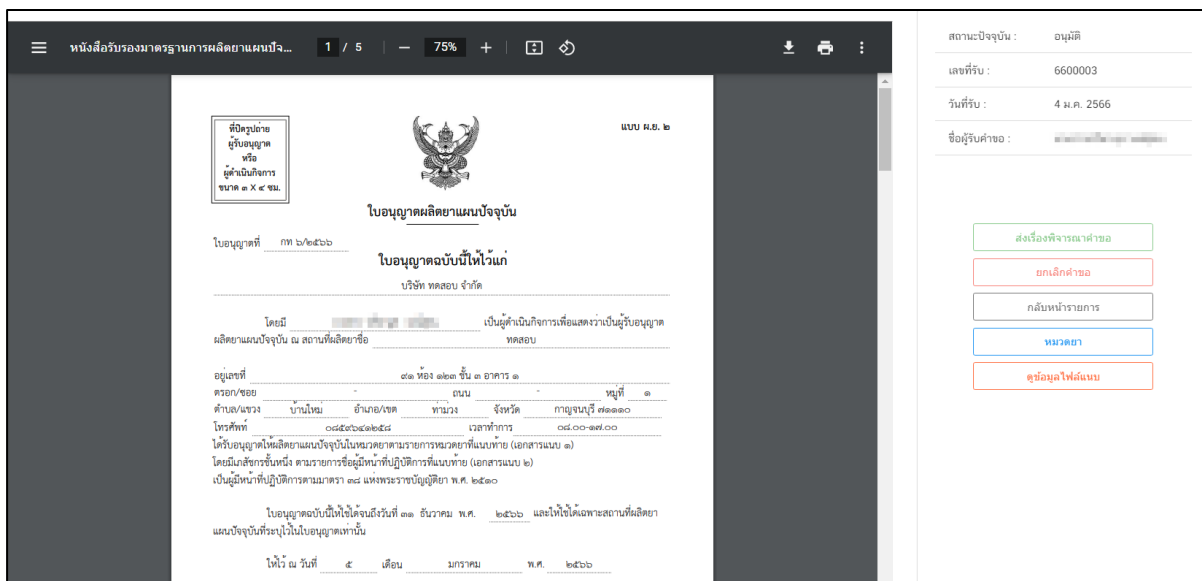 หนังสือรับรองมาตรฐานการผลิตยาแผนปัจ... 1 / 5 75%
ที่ปิดรูปถ่าย
ผู้รับอนุญาต
หรือ
ผู้ดำเนินกิจการ
ขนาด ๓ X ๔ ซม.
แบบ ผ.ย. ๒
ใบอนุญาตผลิตยาแผนปัจจุบัน
ใบอนุญาตที่ กท ๖/๒๕๖๖
ใบอนุญาตฉบับนี้ให้ไว้แก่
บริษัท ทดสอบ จำกัด
โดยมี เป็นผู้ดำเนินกิจการเพื่อแสดงว่าเป็นผู้รับอนุญาต
ผลิตยาแผนปัจจุบัน ณ สถานที่ผลิตยาชื่อ ทดสอบ
อยู่เลขที่ ๙๑ ห้อง ๑๒๓ ชั้น ๓ อาคาร ๑
ตรอก/ซอย - ถนน - หมู่ที่ ๑
ตำบล/แขวง บ้านใหม่ อำเภอ/เขต ท่าม่วง จังหวัด กาญจนบุรี ๗๑๑๑๐
โทรศัพท์ ๐๘๕๙๖๔๑๒๕๘ เวลาทำการ ๐๘.๐๐-๑๗.๐๐
ได้รับอนุญาตให้ผลิตยาแผนปัจจุบันในหมวดยาตามรายการหมวดยาที่แนบท้าย (เอกสารแนบ ๑)
โดยมีเภสัชกรชั้นหนึ่ง ตามรายการชื่อผู้มีหน้าที่ปฏิบัติการที่แนบท้าย (เอกสารแนบ ๒)
เป็นผู้มีหน้าที่ปฏิบัติการตามมาตรา ๓๘ แห่งพระราชบัญญัติยา พ.ศ. ๒๕๑๐
ใบอนุญาตฉบับนี้ให้ใช้ได้จนถึงวันที่ ๓๑ ธันวาคม พ.ศ. ๒๕๖๖ และให้ใช้ได้เฉพาะสถานที่ผลิตยา
แผนปัจจุบันที่ระบุไว้ในใบอนุญาตเท่านั้น
ให้ไว้ ณ วันที่ ๕ เดือน มกราคม พ.ศ. ๒๕๖๖
สถานะปัจจุบัน : อนุมัติ
เลขที่รับ : 6600003
วันที่รับ : 4 ม.ค. 2566
ชื่อผู้รับคำขอ :
ส่งเรื่องพิจารณาคำขอ
ยกเลิกคำขอ
กลับหน้ารายการ
หมวดยา
ดูข้อมูลไฟล์แนบ